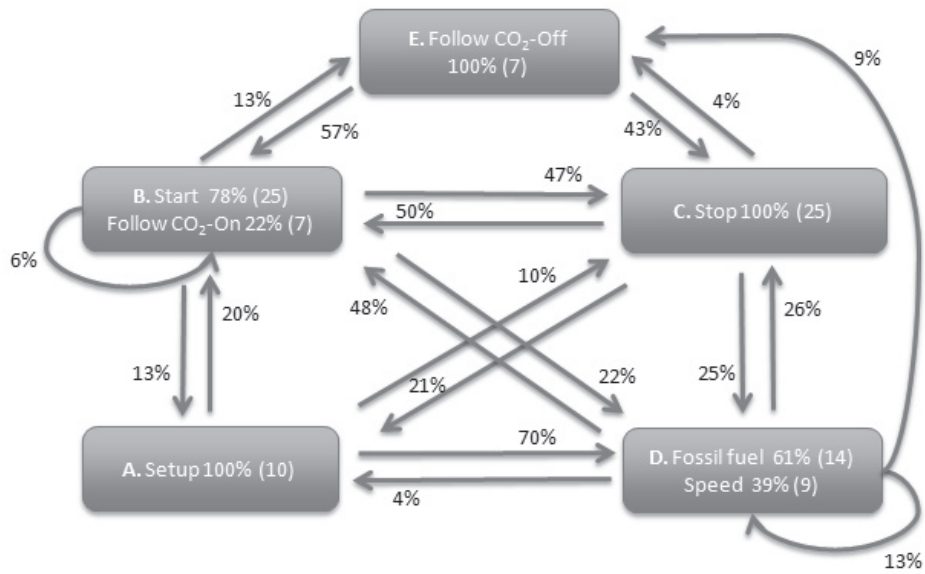 E. Follow CO₂-Off
100% (7)
9%
13%
4%
57%
43%
B. Start 78% (25)
Follow CO₂-On 22% (7)
47%
50%
C. Stop 100% (25)
6%
10%
20%
48%
26%
13%
21%
22%
25%
70%
A. Setup 100% (10)
D. Fossil fuel 61% (14)
Speed 39% (9)
4%
13%